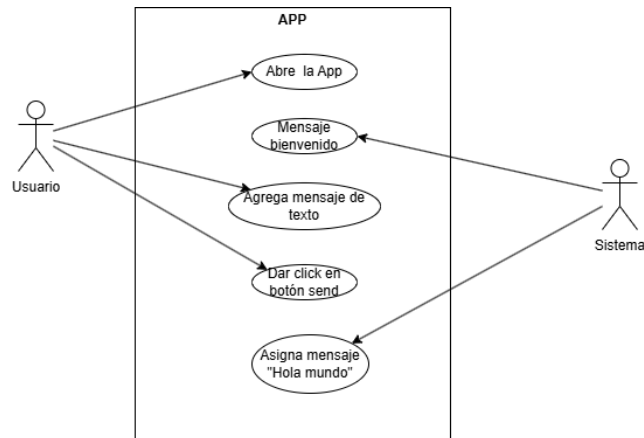 APP
Abre la App
Mensaje
bienvenido
Usuario
Agrega mensaje de
texto
Sistema
Dar click en
botón send
Asigna mensaje
"Hola mundo"